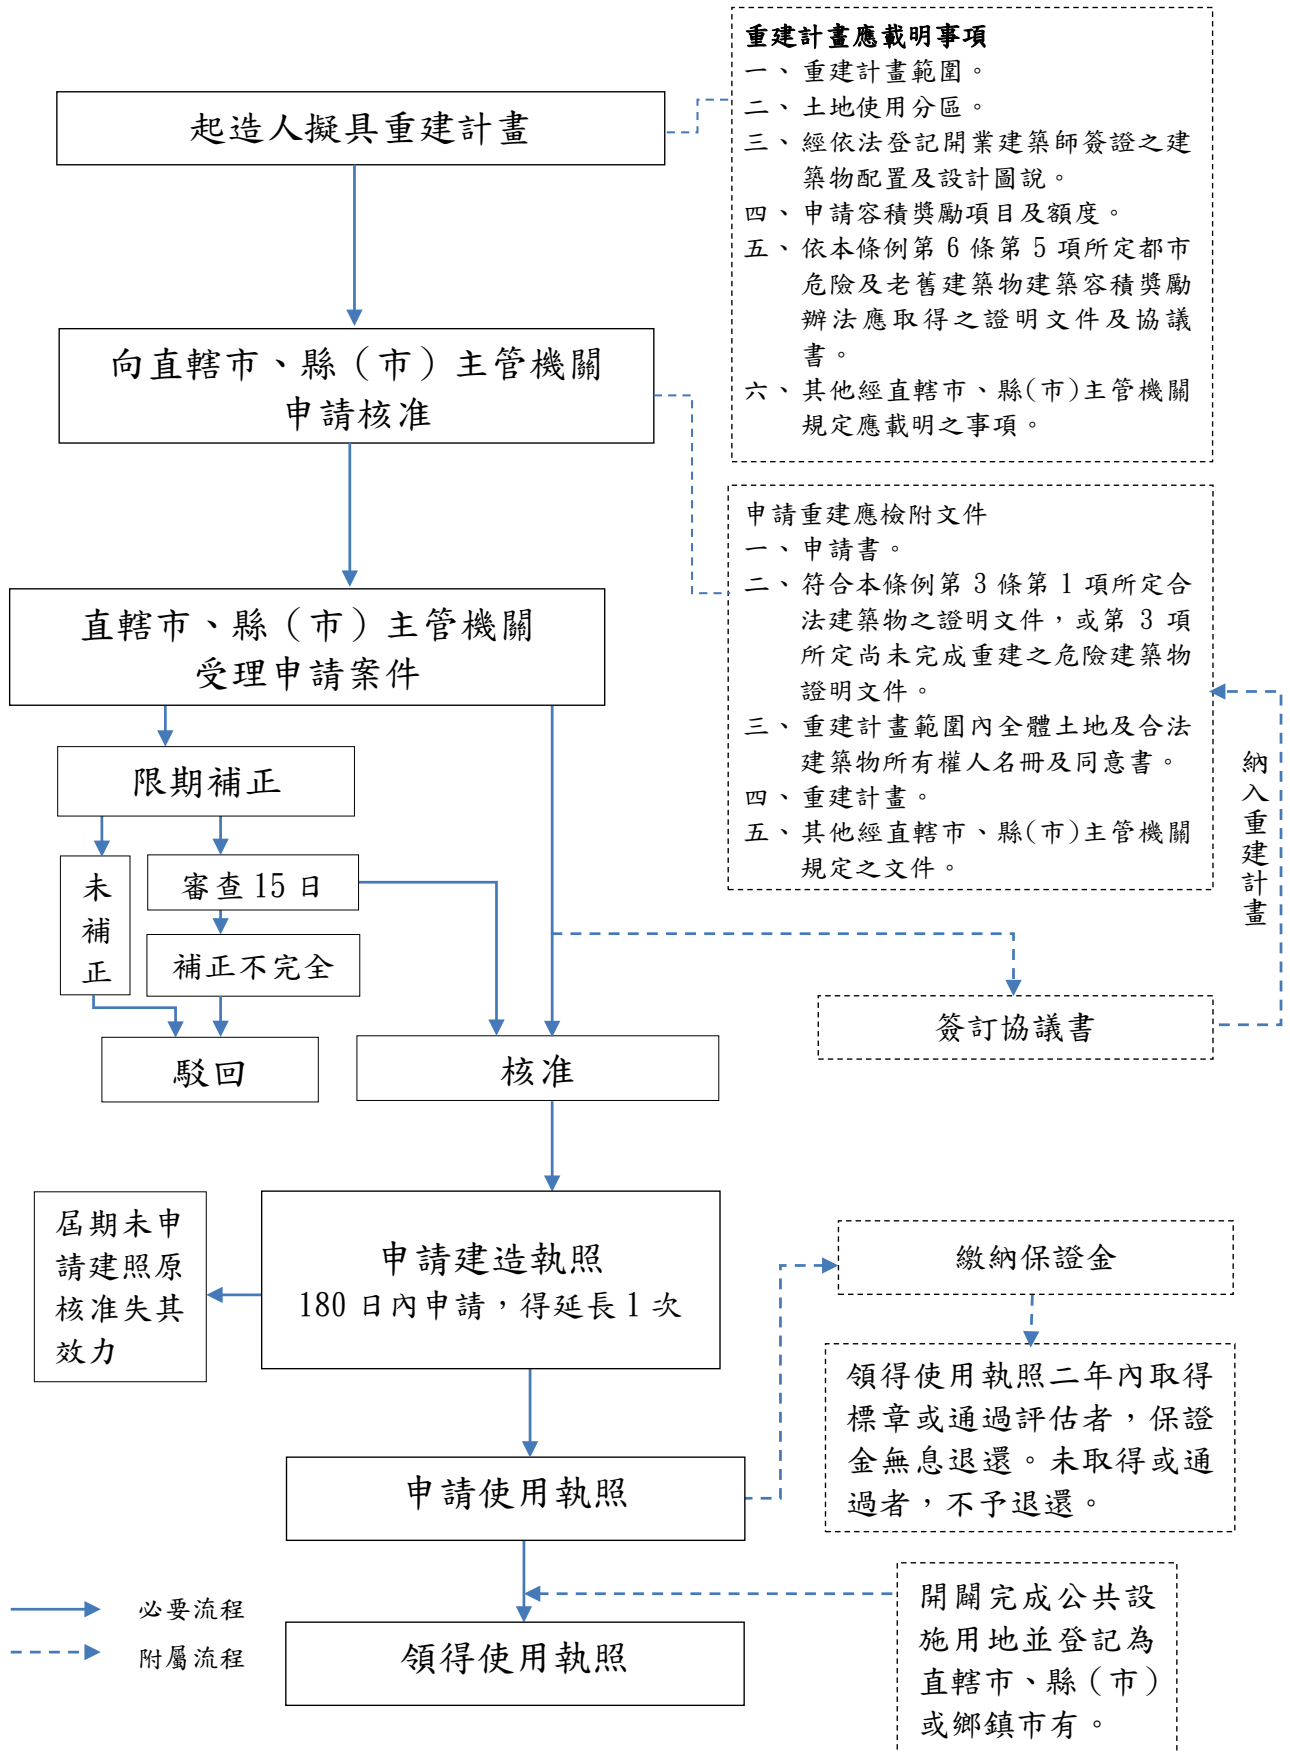 起造人擬具重建計畫
重建計畫應載明事項
一、重建計畫範圍。
二、土地使用分區。
三、經依法登記開業建築師簽證之建
築物配置及設計圖說。
四、申請容積獎勵項目及額度。
五、依本條例第 6 條第 5 項所定都市
危險及老舊建築物建築容積獎勵
辦法應取得之證明文件及協議
書。
六、其他經直轄市、縣(市)主管機關
規定應載明之事項。
向直轄市、縣（市）主管機關
申請核准
申請重建應檢附文件
一、申請書。
二、符合本條例第 3 條第 1 項所定合
法建築物之證明文件，或第 3 項
所定尚未完成重建之危險建築物
證明文件。
三、重建計畫範圍內全體土地及合法
建築物所有權人名冊及同意書。
四、重建計畫。
五、其他經直轄市、縣(市)主管機關
規定之文件。
納入重建計畫
直轄市、縣（市）主管機關
受理申請案件
限期補正
未
補
正
審查 15 日
補正不完全
駁回
核准
簽訂協議書
屆期未申
請建照原
核准失其
效力
申請建造執照
180 日內申請，得延長 1 次
繳納保證金
領得使用執照二年內取得
標章或通過評估者，保證
金無息退還。未取得或通
過者，不予退還。
申請使用執照
開闢完成公共設
施用地並登記為
直轄市、縣（市）
或鄉鎮市有。
領得使用執照
必要流程
附屬流程